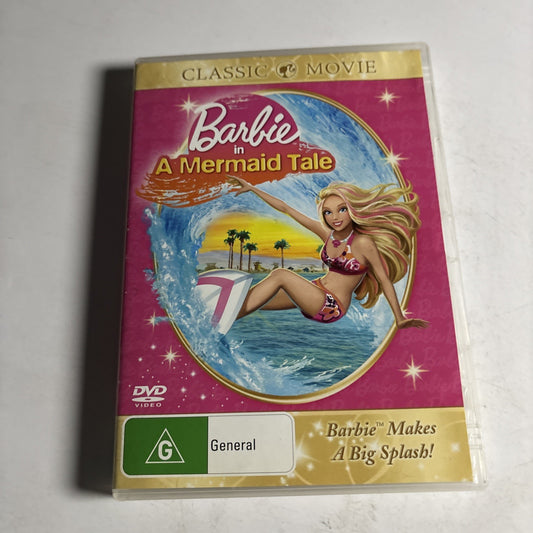 CLASSIC MOVIE
Barbie
in
A Mermaid Tale
DVD
VIDEO
G
General
Barbie™ Makes
A Big Splash!